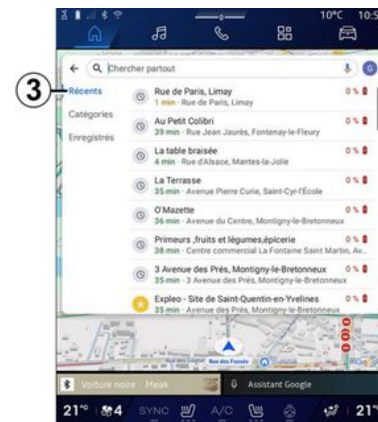 10°C 10:5
Chercher partout
G
3
Récents
Catégories
Enregistrés
Rue de Paris, Limay
0 %
1 min · Rue de Paris, Limay
Au Petit Colibri
0 %
39 min · Rue Jean Jaurès, Fontenay-le-Fleury
La table braisée
0 %
4 min · Rue d'Alsace, Mantes-la-Jolie
La Terrasse
0 %
35 min · Avenue Pierre Curie, Saint-Cyr-l'École
O'Mazette
0 %
36 min · Avenue du Centre, Montigny-le-Bretonneux
Primeurs ,fruits et légumes,épicerie
0 %
38 min · Centre commercial La Fontaine Saint Martin, Av...
3 Avenue des Prés, Montigny-le-Bretonneux
0 %
35 min · Avenue des Prés, Montigny-le-Bretonneux
Expleo - Site de Saint-Quentin-en-Yvelines
0 %
35 min · Avenue des Prés, Montigny-le-Bretonneux
Rue des Fossés
Voiture noire · Meak
Assistant Google
21°C 4 SYNC A/C 21°